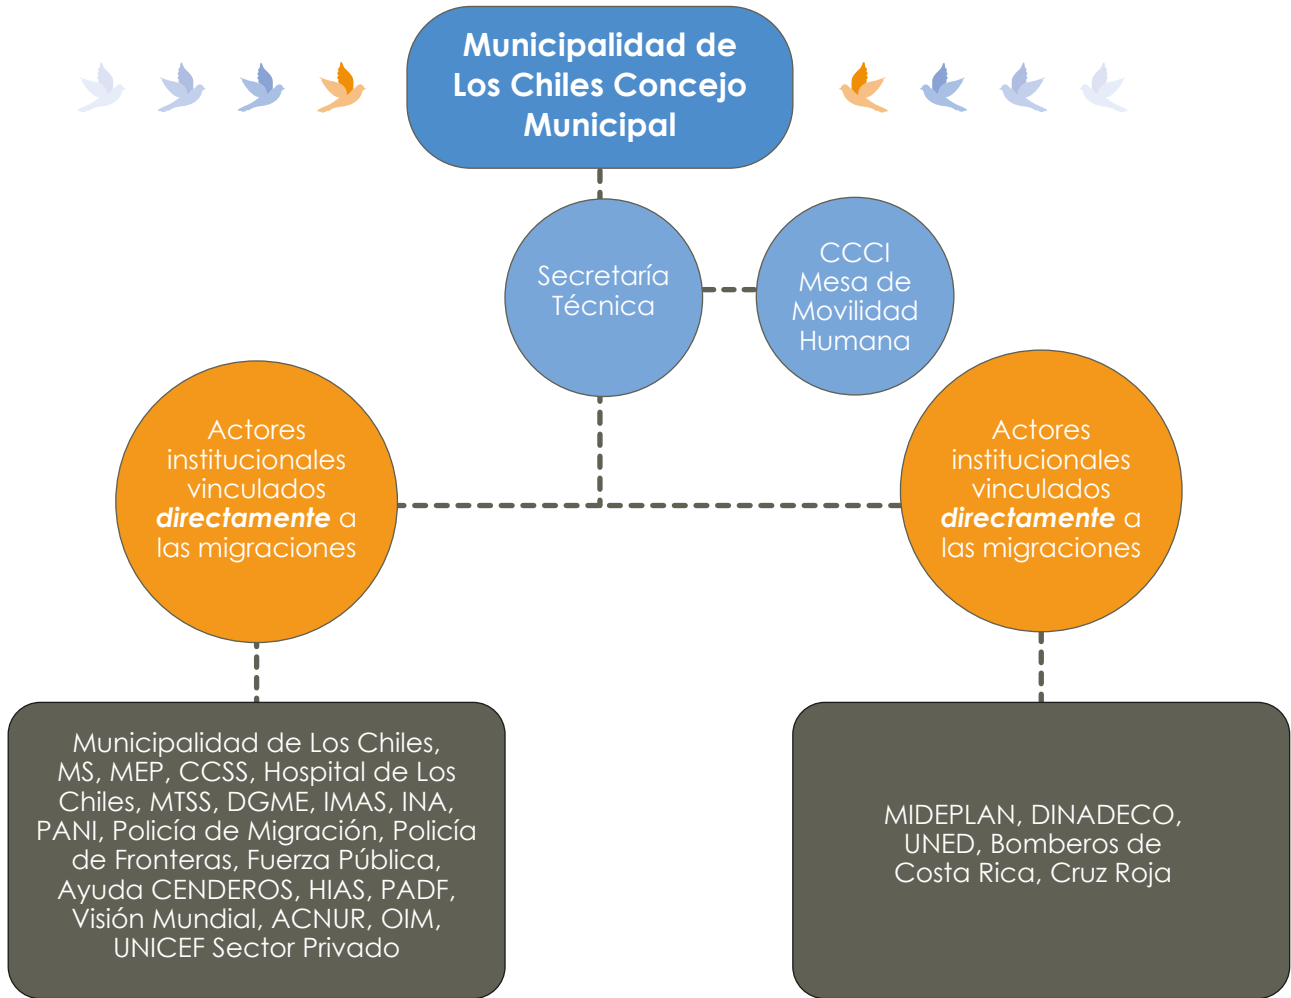 Municipalidad de
Los Chiles Concejo
Municipal
Secretaría
Técnica
CCCI
Mesa de
Movilidad
Humana
Actores
institucionales
vinculados
directamente a
las migraciones
Actores
institucionales
vinculados
directamente a
las migraciones
Municipalidad de Los Chiles,
MS, MEP, CCSS, Hospital de Los
Chiles, MTSS, DGME, IMAS, INA,
PANI, Policía de Migración, Policía
de Fronteras, Fuerza Pública,
Ayuda CENDEROS, HIAS, PADF,
Visión Mundial, ACNUR, OIM,
UNICEF Sector Privado
MIDEPLAN, DINADECO,
UNED, Bomberos de
Costa Rica, Cruz Roja